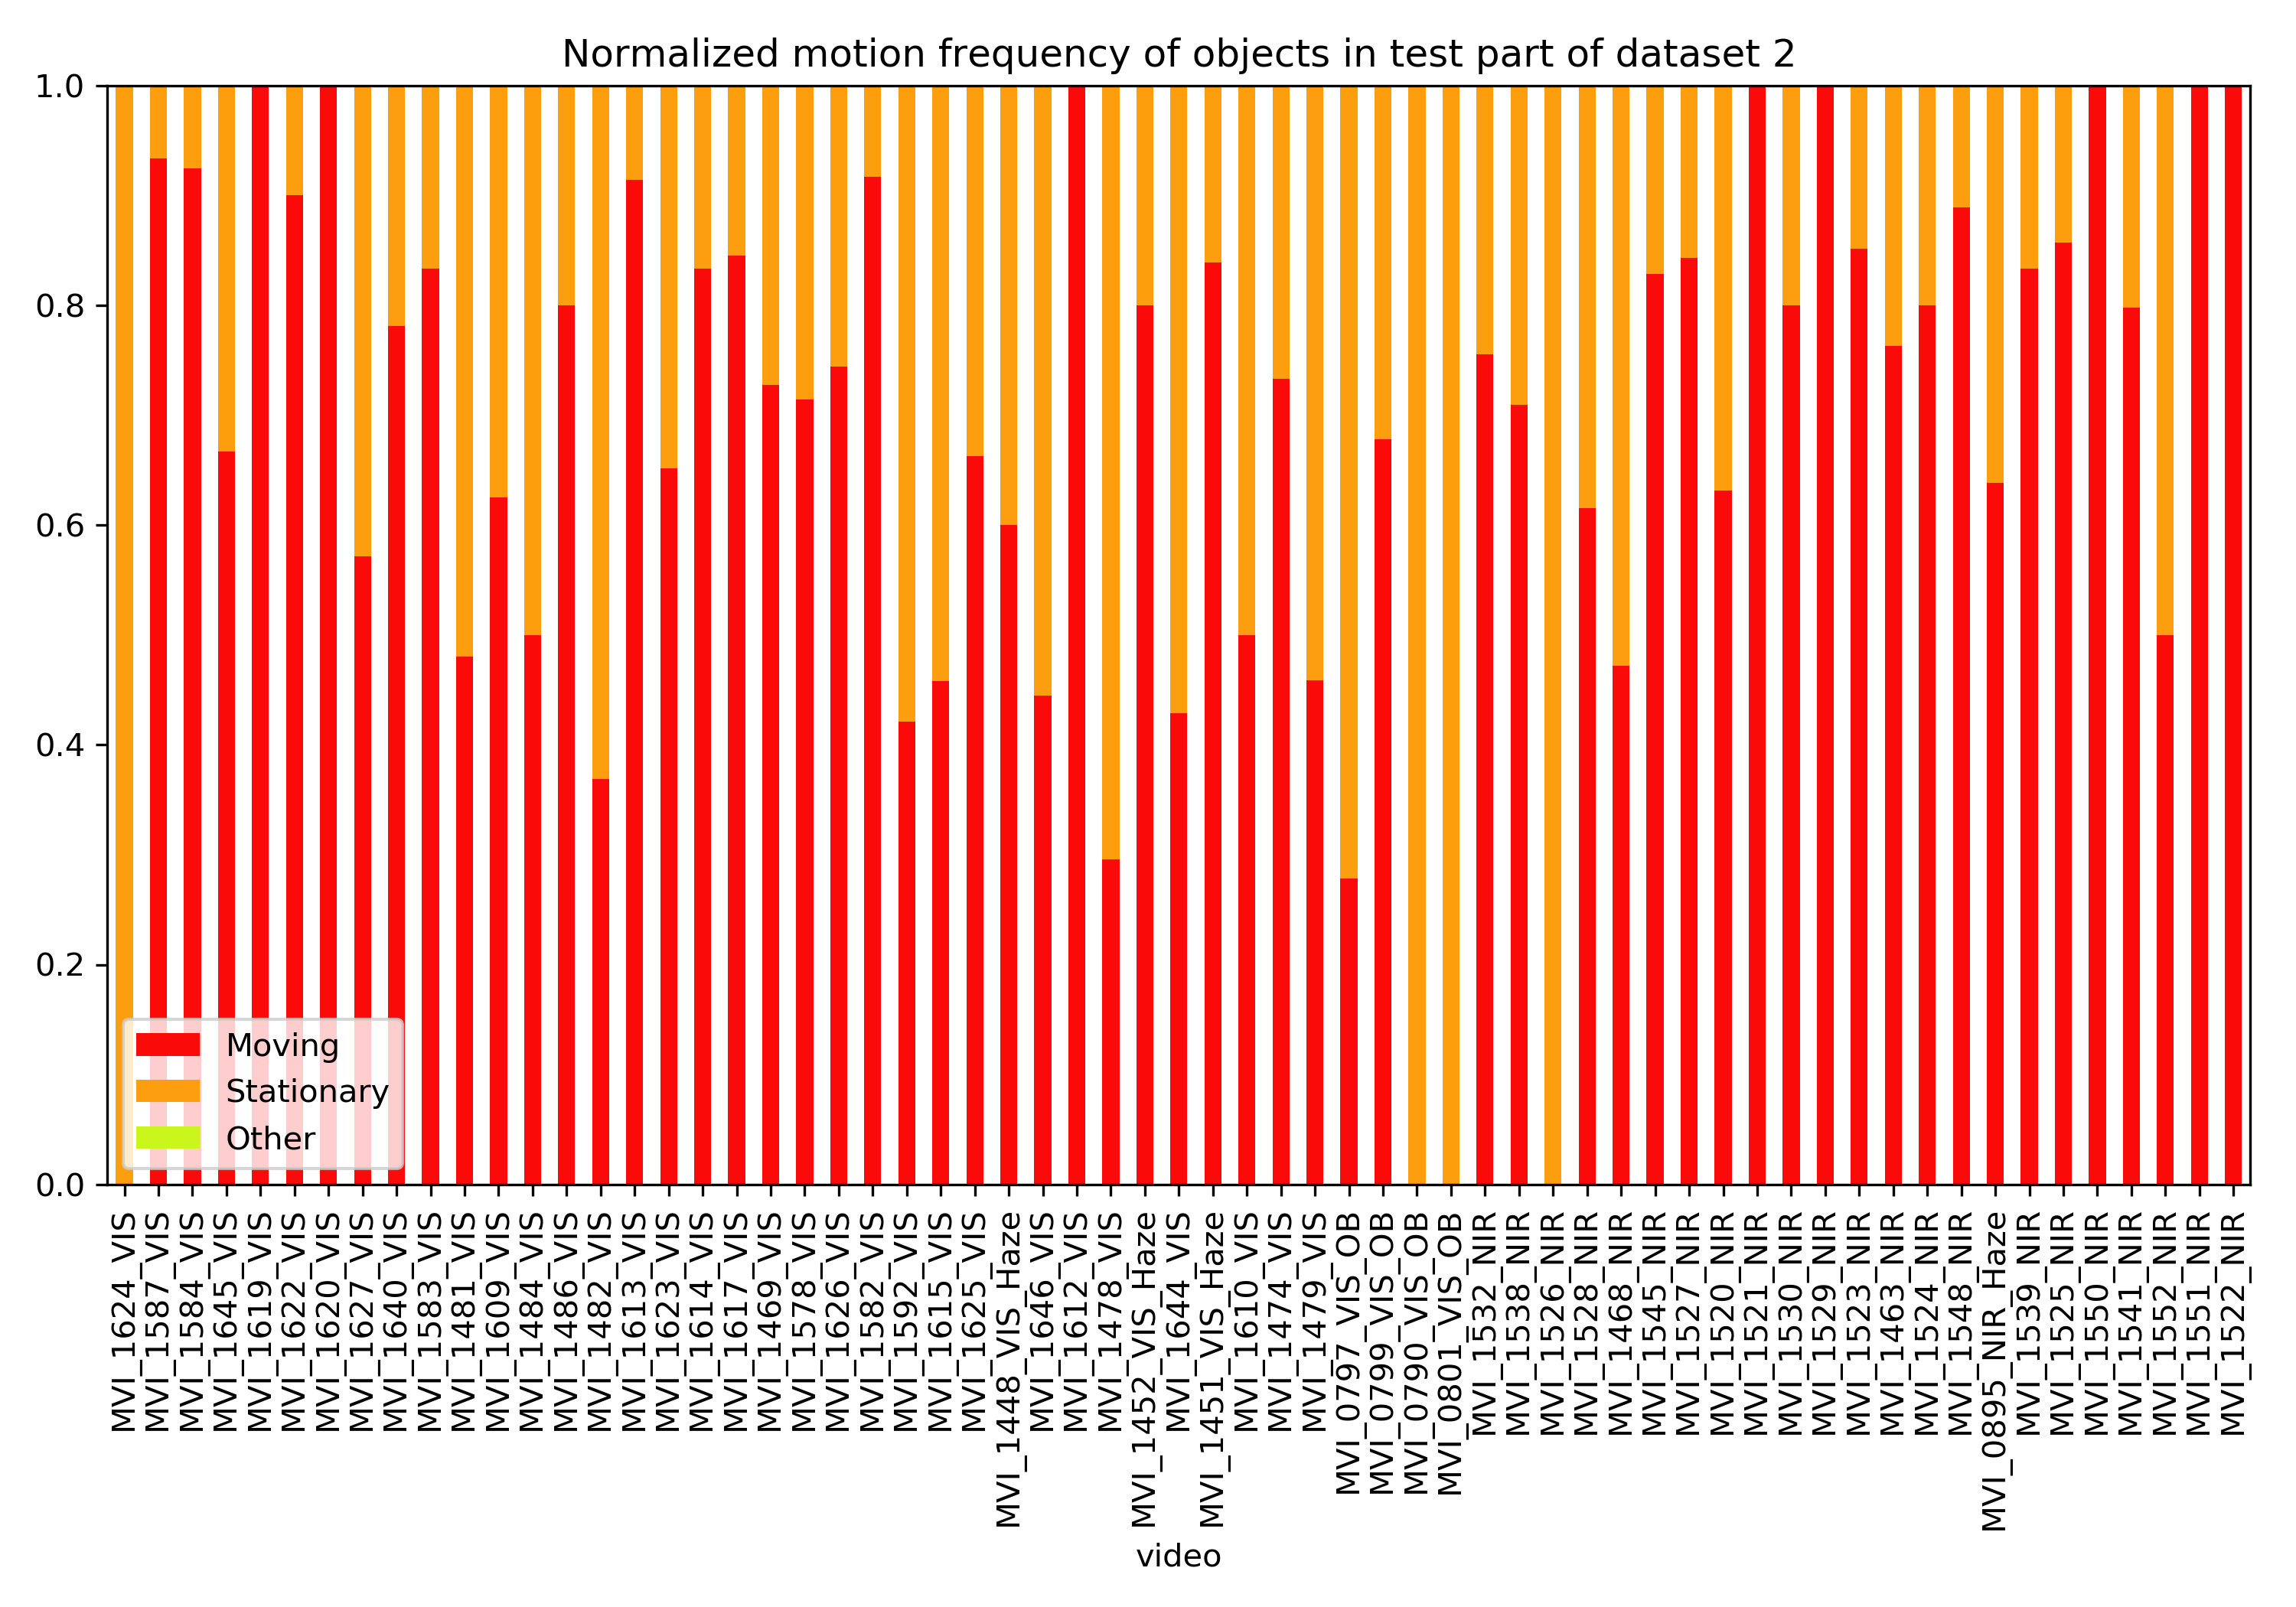 Normalized motion frequency of objects in test part of dataset 2
1.0
0.8
0.6
0.4
0.2
0.0
Moving
Stationary
Other
MVI_1624_VIS
MVI_1587_VIS
MVI_1584_VIS
MVI_1645_VIS
MVI_1619_VIS
MVI_1622_VIS
MVI_1620_VIS
MVI_1627_VIS
MVI_1640_VIS
MVI_1583_VIS
MVI_1481_VIS
MVI_1609_VIS
MVI_1484_VIS
MVI_1486_VIS
MVI_1482_VIS
MVI_1613_VIS
MVI_1623_VIS
MVI_1614_VIS
MVI_1617_VIS
MVI_1469_VIS
MVI_1578_VIS
MVI_1626_VIS
MVI_1582_VIS
MVI_1592_VIS
MVI_1615_VIS
MVI_1625_VIS
MVI_1448_VIS_Haze
MVI_1646_VIS
MVI_1612_VIS
MVI_1478_VIS
MVI_1452_VIS_Haze
MVI_1644_VIS
MVI_1451_VIS_Haze
MVI_1610_VIS
MVI_1474_VIS
MVI_1479_VIS
MVI_0797_VIS_OB
MVI_0799_VIS_OB
MVI_0790_VIS_OB
MVI_0801_VIS_OB
MVI_1532_NIR
MVI_1538_NIR
MVI_1526_NIR
MVI_1528_NIR
MVI_1468_NIR
MVI_1545_NIR
MVI_1527_NIR
MVI_1520_NIR
MVI_1521_NIR
MVI_1530_NIR
MVI_1529_NIR
MVI_1523_NIR
MVI_1463_NIR
MVI_1524_NIR
MVI_1548_NIR
MVI_0895_NIR_Haze
MVI_1539_NIR
MVI_1525_NIR
MVI_1550_NIR
MVI_1541_NIR
MVI_1552_NIR
MVI_1551_NIR
MVI_1522_NIR
video